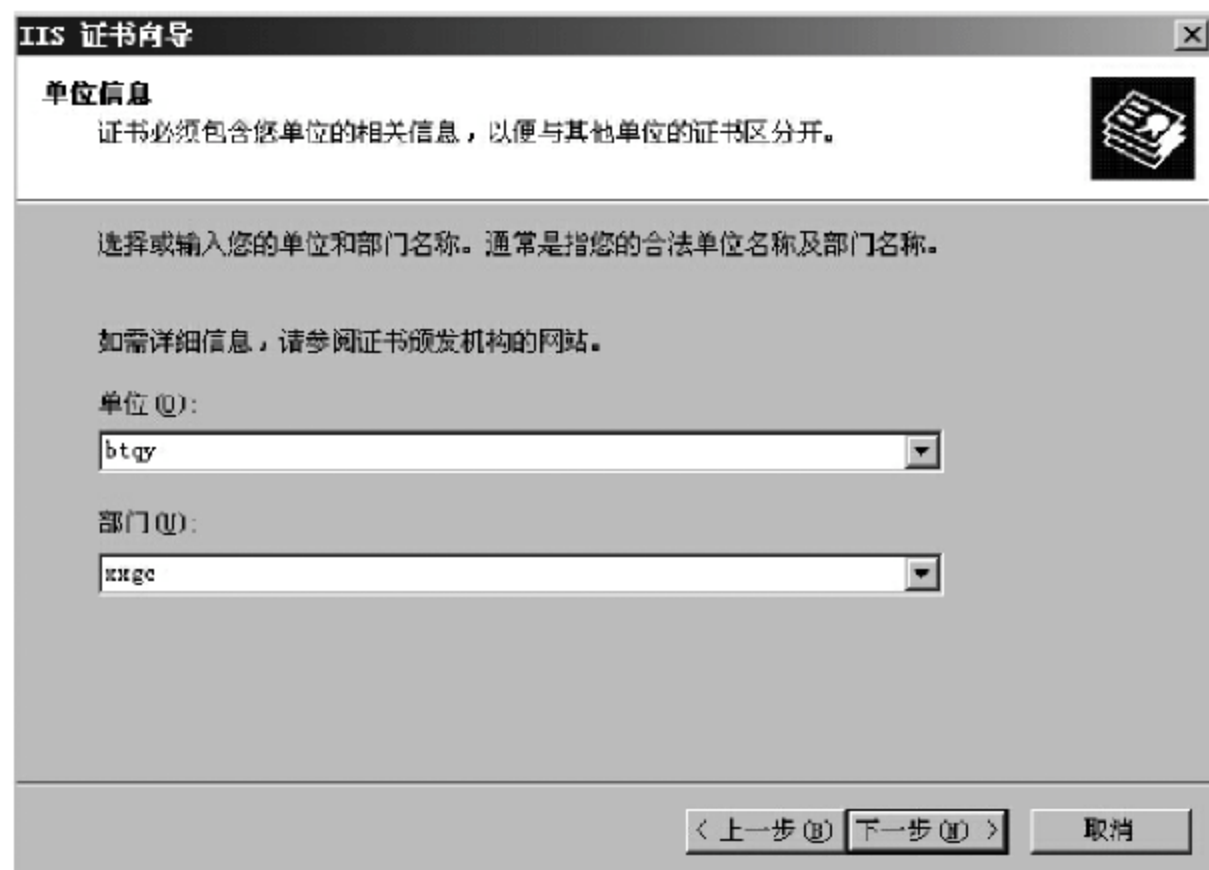 IIS 证书向导
单位信息
证书必须包含您单位的相关信息，以便与其他单位的证书区分开。
选择或输入您的单位和部门名称。通常是指您的合法单位名称及部门名称。
如需详细信息，请参阅证书颁发机构的网站。
单位(O):
btqy
部门(U):
xxgc
< 上一步(B) 下一步(N) > 取消